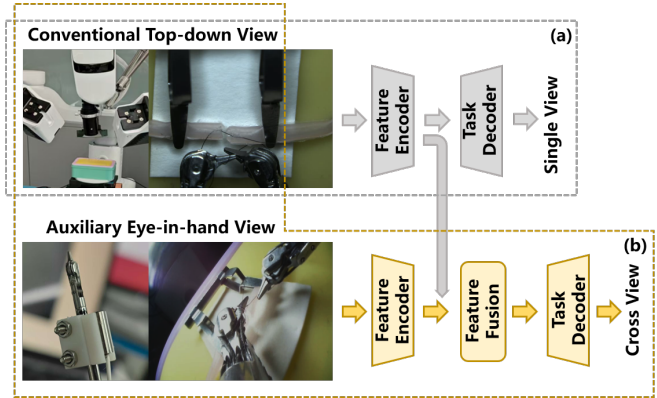 Conventional Top-down View
(a)
Feature
Encoder
Task
Decoder
Single View
Auxiliary Eye-in-hand View
(b)
Feature
Encoder
Feature
Fusion
Task
Decoder
Cross View